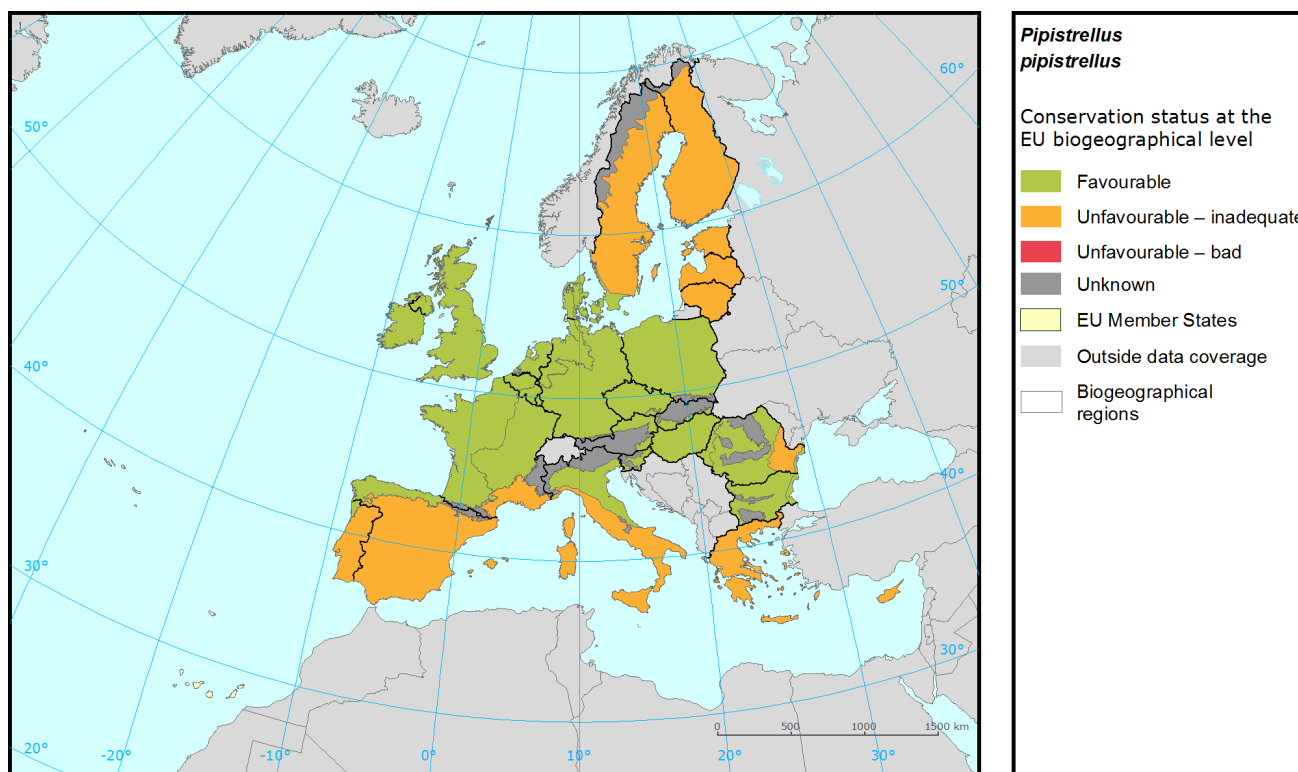 60°
50°
50°
40°
40°
30°
30°
20°
-20°
-10°
0°
10°
20°
30°
0 500 1000 1500 km
Pipistrellus
pipistrellus
Conservation status at the
EU biogeographical level
Favourable
Unfavourable – inadequate
Unfavourable – bad
Unknown
EU Member States
Outside data coverage
Biogeographical
regions